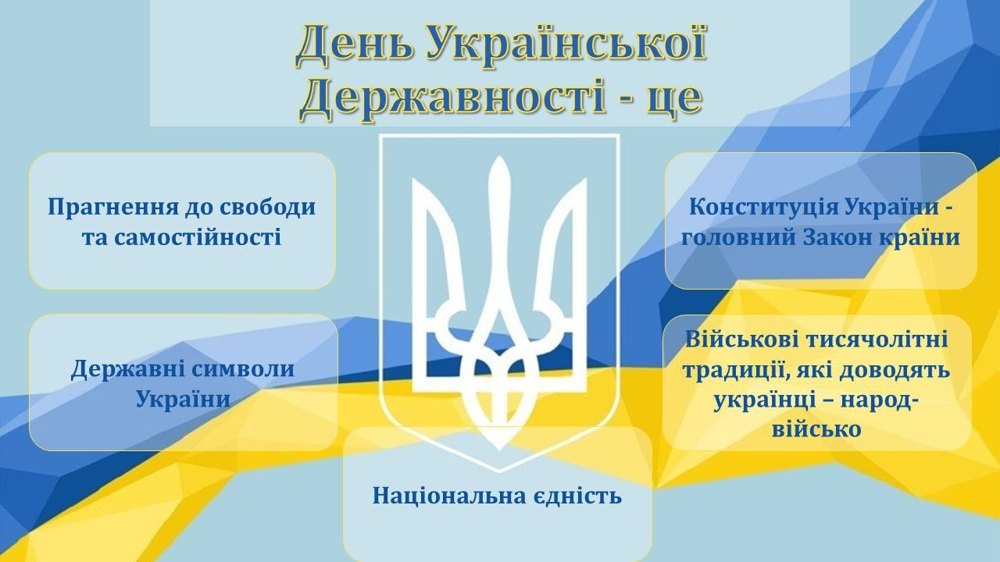 День Української
Державності - це
Прагнення до свободи
та самостійності
Конституція України -
головний Закон країни
Державні символи
України
Військові тисячолітні
традиції, які доводять
українці – народ-
військо
Національна єдність